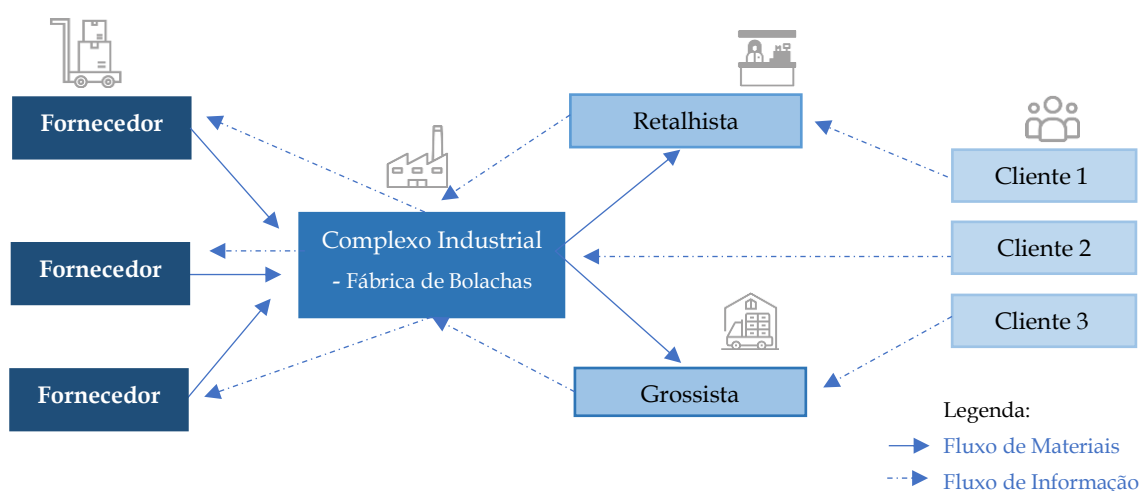 Fornecedor
Fornecedor
Fornecedor
Complexo Industrial
- Fábrica de Bolachas
Retalhista
Grossista
Cliente 1
Cliente 2
Cliente 3
Legenda:
Fluxo de Materiais
Fluxo de Informação